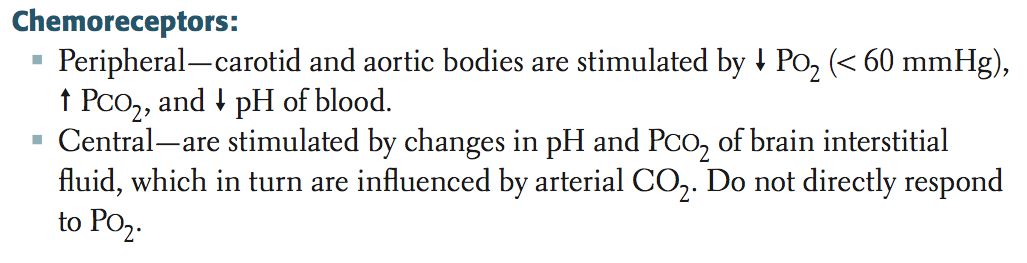 Chemoreceptors:
▪ Peripheral—carotid and aortic bodies are stimulated by ↓ PO₂ (< 60 mmHg),
↑ PCO₂, and ↓ pH of blood.
▪ Central—are stimulated by changes in pH and PCO₂ of brain interstitial
fluid, which in turn are influenced by arterial CO₂. Do not directly respond
to PO₂.